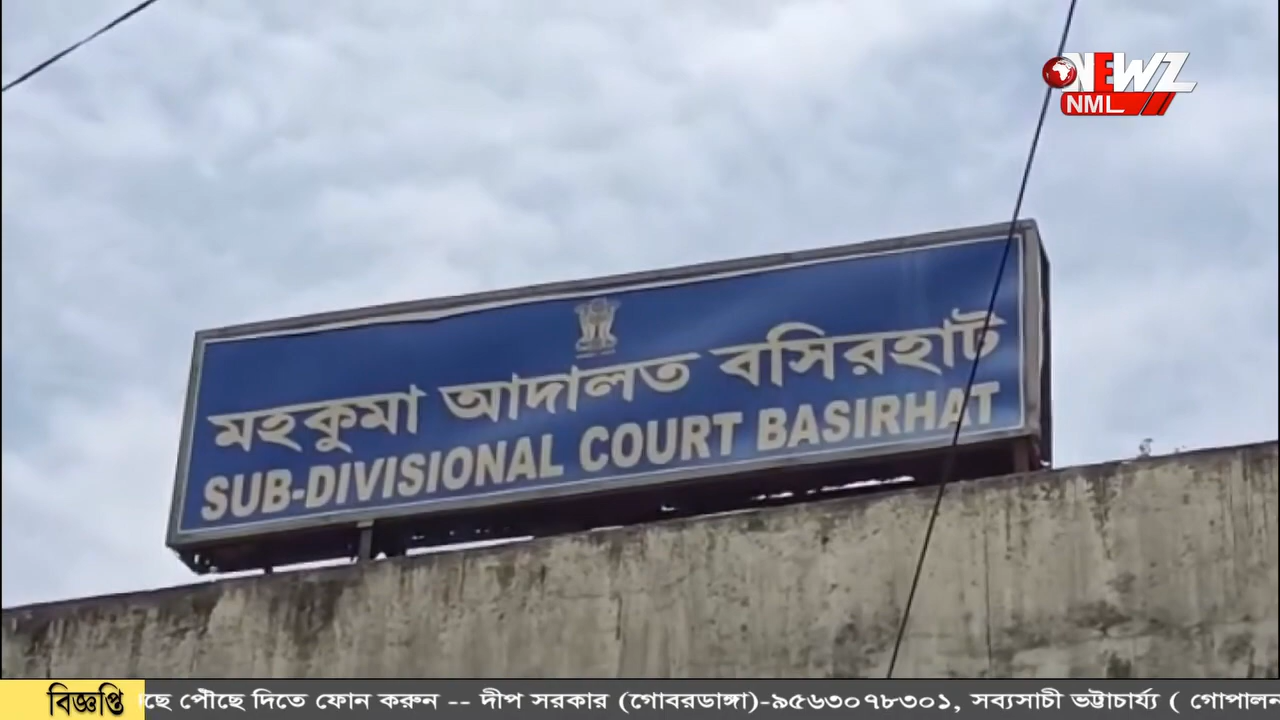 NEWZ
NML
মহকুমা আদালত বসিরহাট
SUB-DIVISIONAL COURT BASIRHAT
বিজ্ঞপ্তি
ছে পৌঁছে দিতে ফোন করুন -- দীপ সরকার (গোবরডাঙ্গা)-৯৫৬৩০৭৮৩০১, সব্যসাচী ভট্টাচার্য্য ( গোপালন